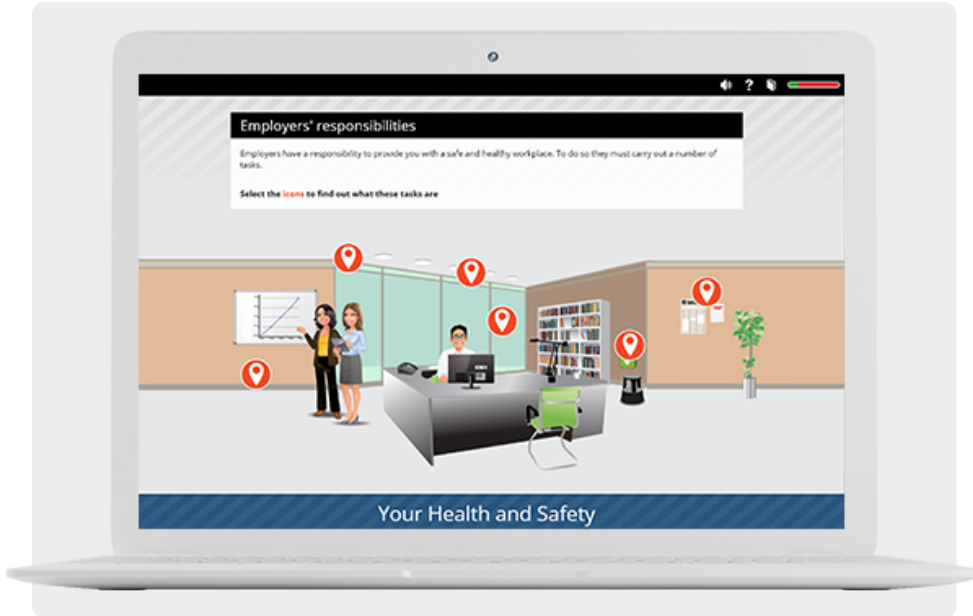 ?
Employers' responsibilities
Employers have a responsibility to provide you with a safe and healthy workplace. To do so they must carry out a number of
tasks.
Select the icons to find out what these tasks are
Your Health and Safety